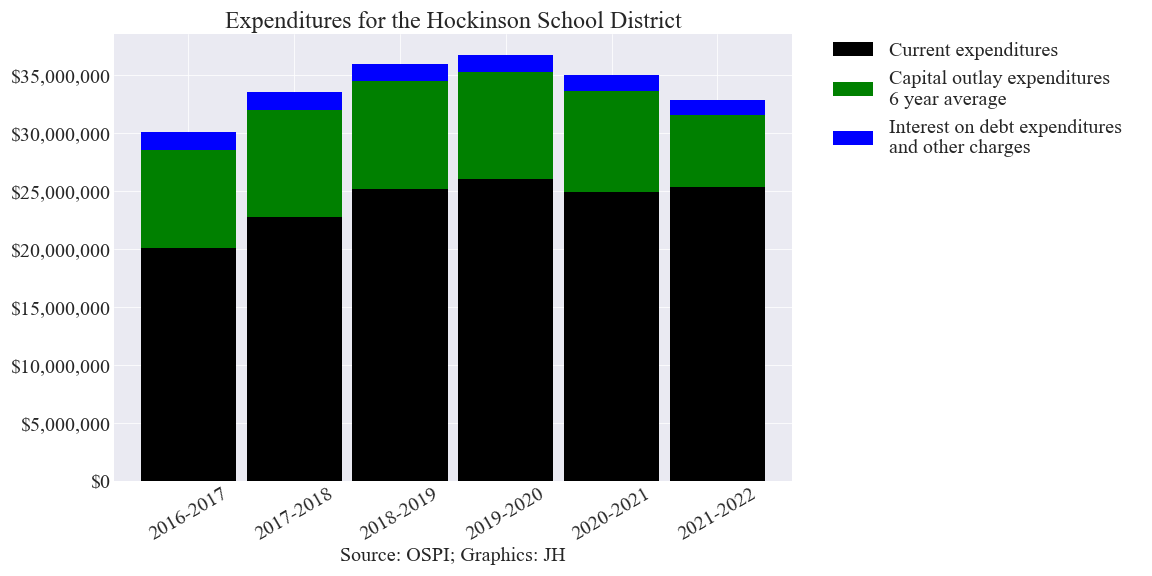 Expenditures for the Hockinson School District
Current expenditures
Capital outlay expenditures
6 year average
Interest on debt expenditures
and other charges
$35,000,000
$30,000,000
$25,000,000
$20,000,000
$15,000,000
$10,000,000
$5,000,000
$0
2016-2017
2017-2018
2018-2019
2019-2020
2020-2021
2021-2022
Source: OSPI; Graphics: JH